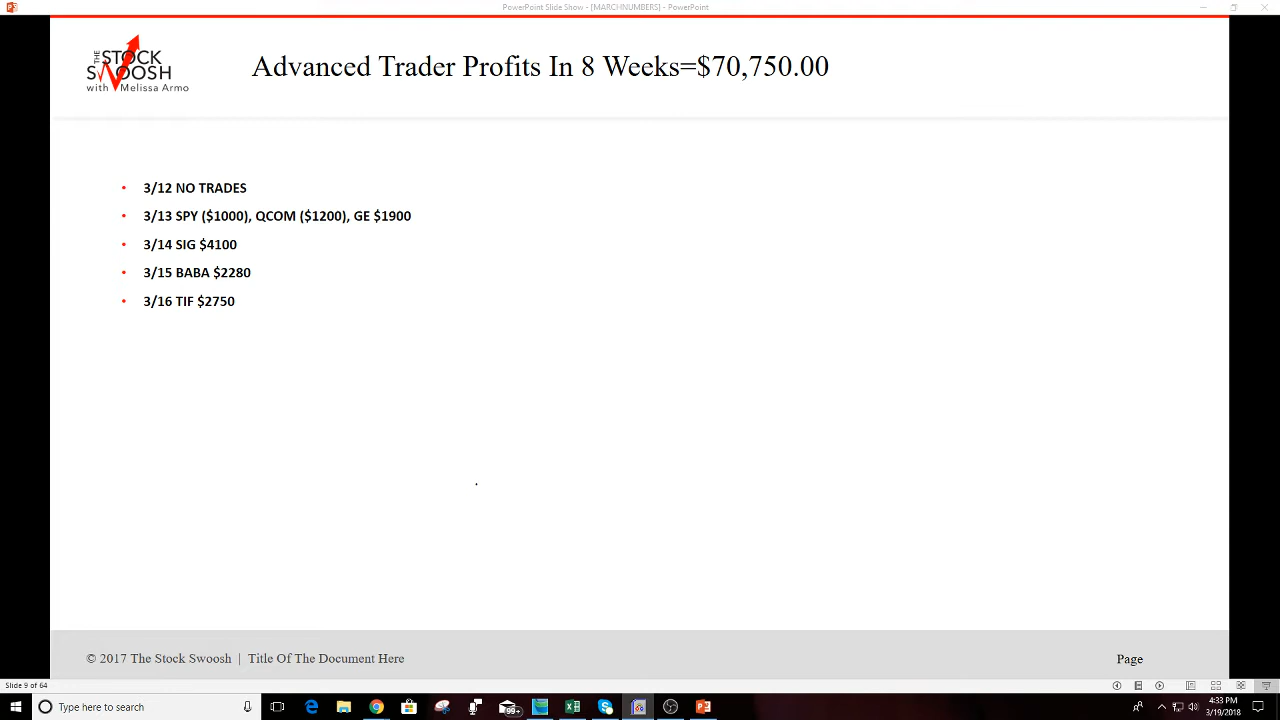 PowerPoint Slide Show - [MARCHNUMBERS] - PowerPoint
THE STOCK SWOOSH
with Melissa Armo
Advanced Trader Profits In 8 Weeks=$70,750.00
• 3/12 NO TRADES
• 3/13 SPY ($1000), QCOM ($1200), GE $1900
• 3/14 SIG $4100
• 3/15 BABA $2280
• 3/16 TIF $2750
© 2017 The Stock Swoosh | Title Of The Document Here
Page
Slide 9 of 64
Type here to search
99+
4:33 PM
3/19/2018